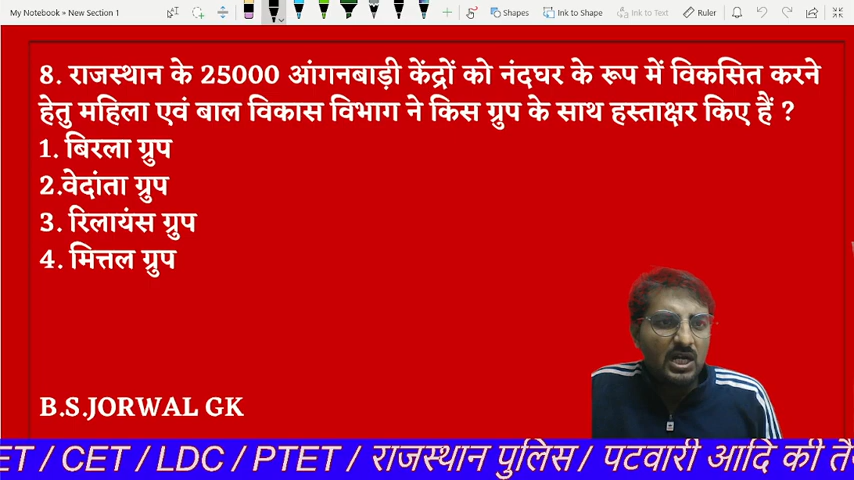 My Notebook » New Section 1
Shapes
Ink to Shape
Ink to Text
Ruler
8. राजस्थान के 25000 आंगनबाड़ी केंद्रों को नंदघर के रूप में विकसित करने
हेतु महिला एवं बाल विकास विभाग ने किस ग्रुप के साथ हस्ताक्षर किए हैं ?
1. बिरला ग्रुप
2.वेदांता ग्रुप
3. रिलायंस ग्रुप
4. मित्तल ग्रुप
B.S.JORWAL GK
ET / CET / LDC / PTET / राजस्थान पुलिस / पटवारी आदि की तै